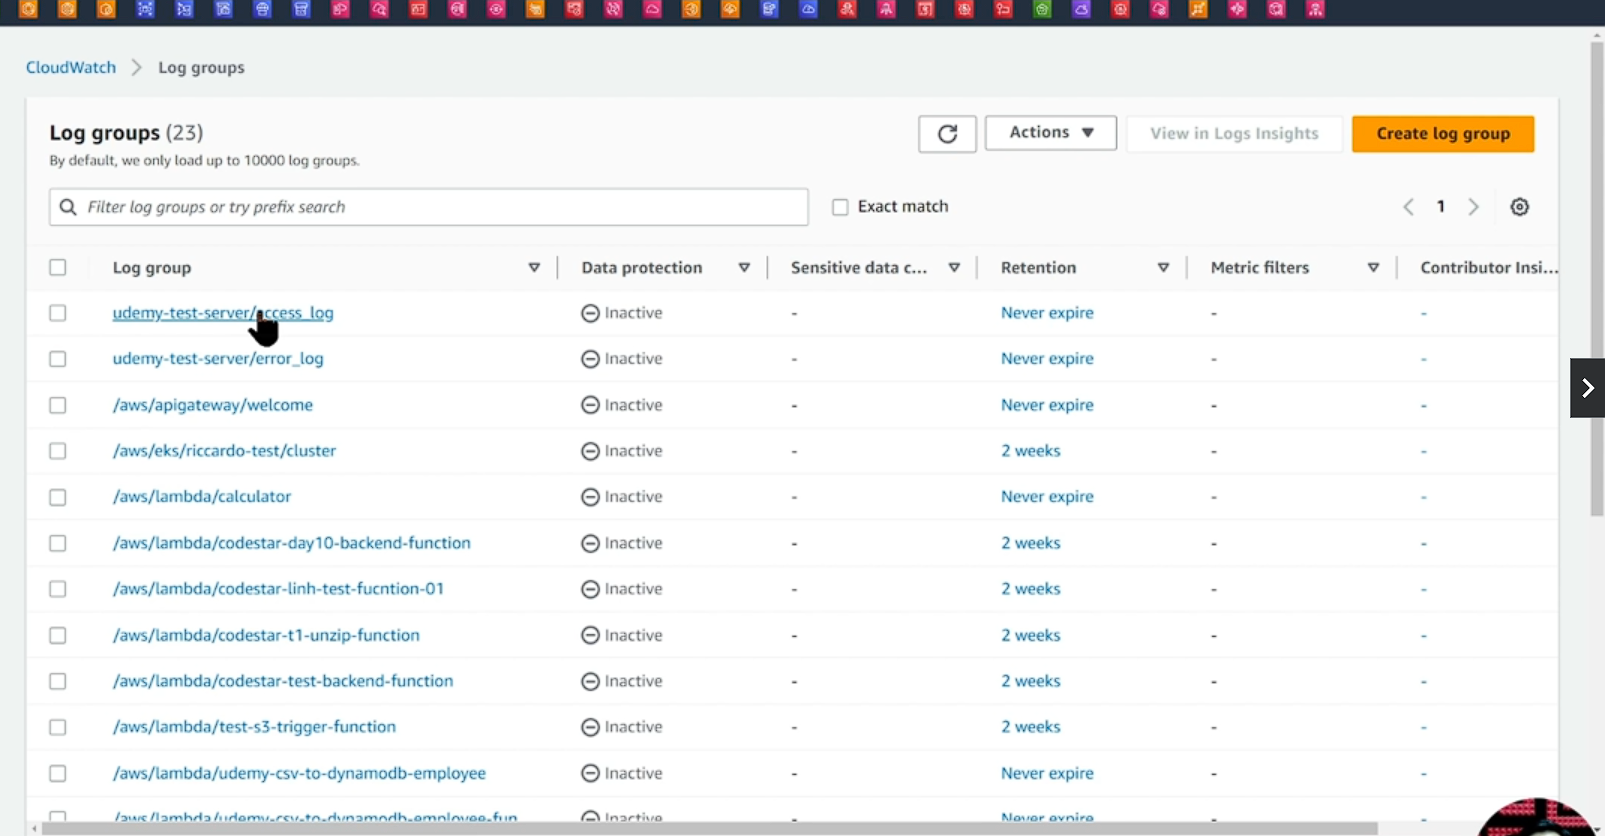 CloudWatch > Log groups
Log groups (23)
By default, we only load up to 10000 log groups.
Actions
View in Logs Insights
Create log group
Filter log groups or try prefix search
Exact match
1
Log group Data protection Sensitive data c... Retention Metric filters Contributor Insi...
udemy-test-server/access_log Inactive - Never expire - -
udemy-test-server/error_log Inactive - Never expire - -
/aws/apigateway/welcome Inactive - Never expire - -
/aws/eks/riccardo-test/cluster Inactive - 2 weeks - -
/aws/lambda/calculator Inactive - Never expire - -
/aws/lambda/codestar-day10-backend-function Inactive - 2 weeks - -
/aws/lambda/codestar-linh-test-fucntion-01 Inactive - 2 weeks - -
/aws/lambda/codestar-t1-unzip-function Inactive - 2 weeks - -
/aws/lambda/codestar-test-backend-function Inactive - 2 weeks - -
/aws/lambda/test-s3-trigger-function Inactive - 2 weeks - -
/aws/lambda/udemy-csv-to-dynamodb-employee Inactive - Never expire - -
/aws/lambda/udemy-csv-to-dynamodb-employee-fun Inactive - Never expire - -